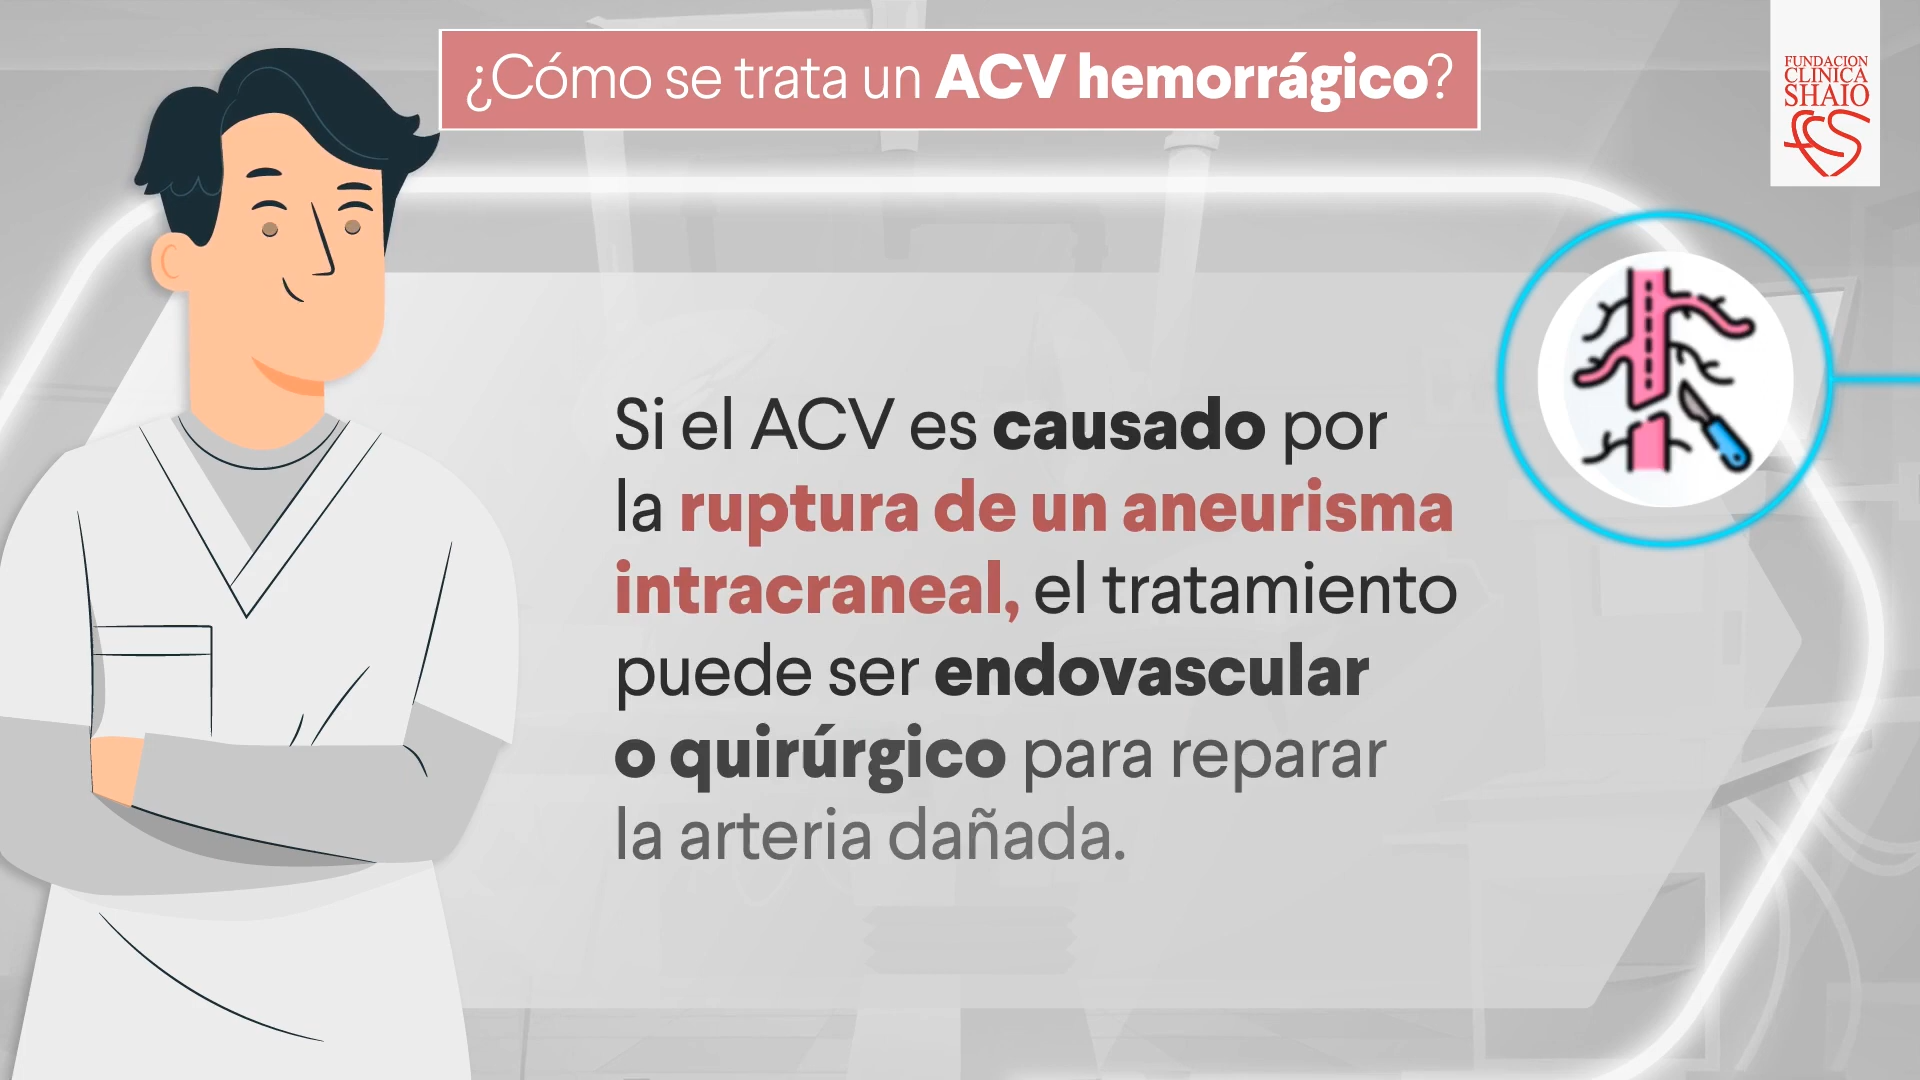 ¿Cómo se trata un ACV hemorrágico?
FUNDACION
CLINICA
SHAIO
Si el ACV es causado por
la ruptura de un aneurisma
intracraneal, el tratamiento
puede ser endovascular
o quirúrgico para reparar
la arteria dañada.